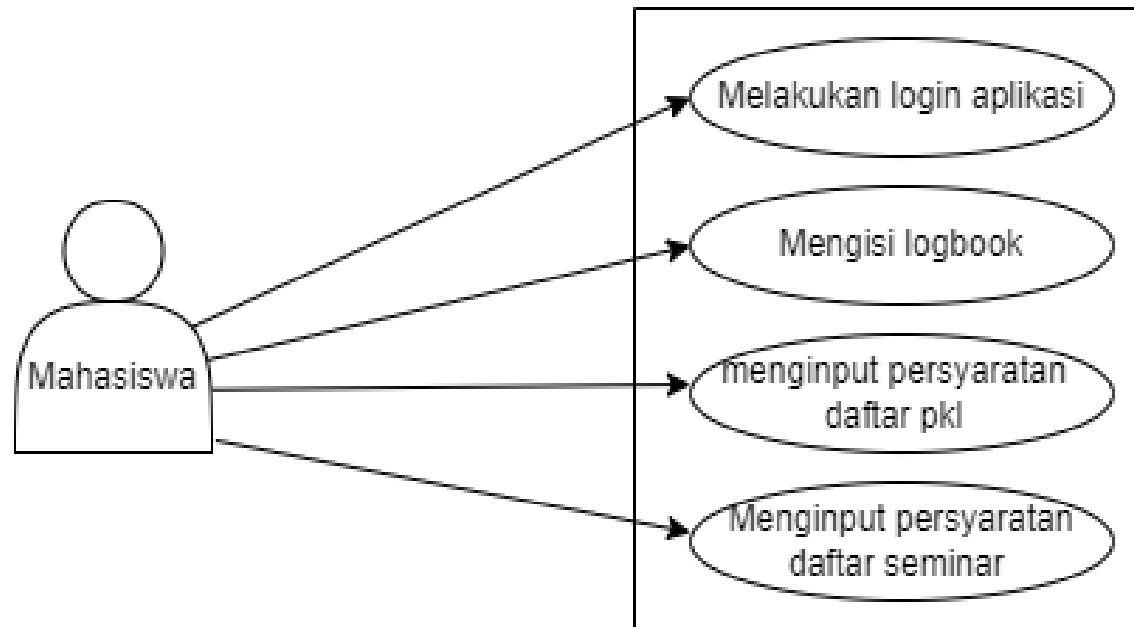 Melakukan login aplikasi
Mengisi logbook
Mahasiswa
menginput persyaratan
daftar pkl
Menginput persyaratan
daftar seminar